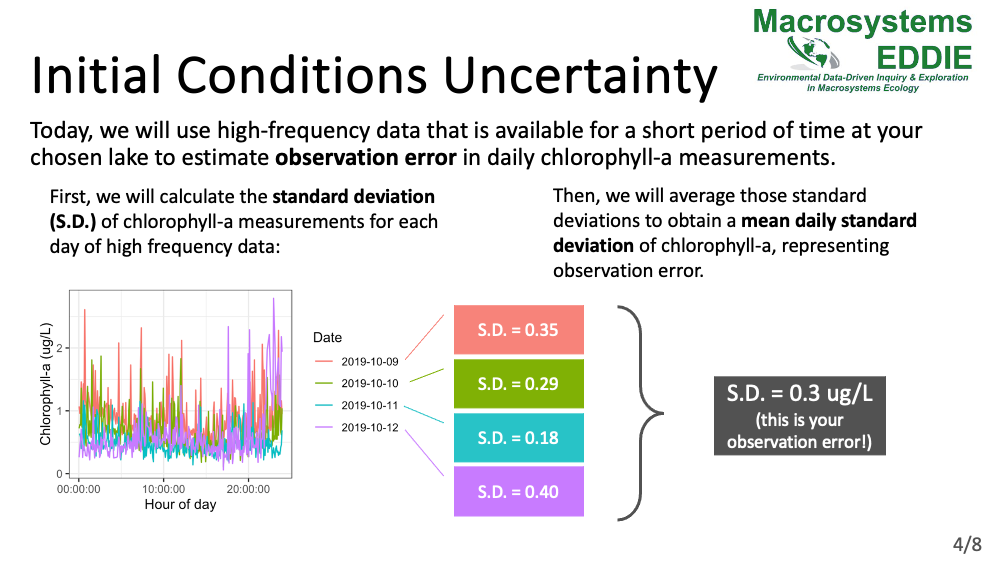 Macrosystems
EDDIE
Environmental Data-Driven Inquiry & Exploration
in Macrosystems Ecology
Initial Conditions Uncertainty
Today, we will use high-frequency data that is available for a short period of time at your
chosen lake to estimate observation error in daily chlorophyll-a measurements.
First, we will calculate the standard deviation
(S.D.) of chlorophyll-a measurements for each
day of high frequency data:
Then, we will average those standard
deviations to obtain a mean daily standard
deviation of chlorophyll-a, representing
observation error.
Chlorophyll-a (ug/L)
2
1
0
00:00:00 10:00:00 20:00:00
Hour of day
Date
2019-10-09
2019-10-10
2019-10-11
2019-10-12
S.D. = 0.35
S.D. = 0.29
S.D. = 0.18
S.D. = 0.40
S.D. = 0.3 ug/L
(this is your
observation error!)
4/8